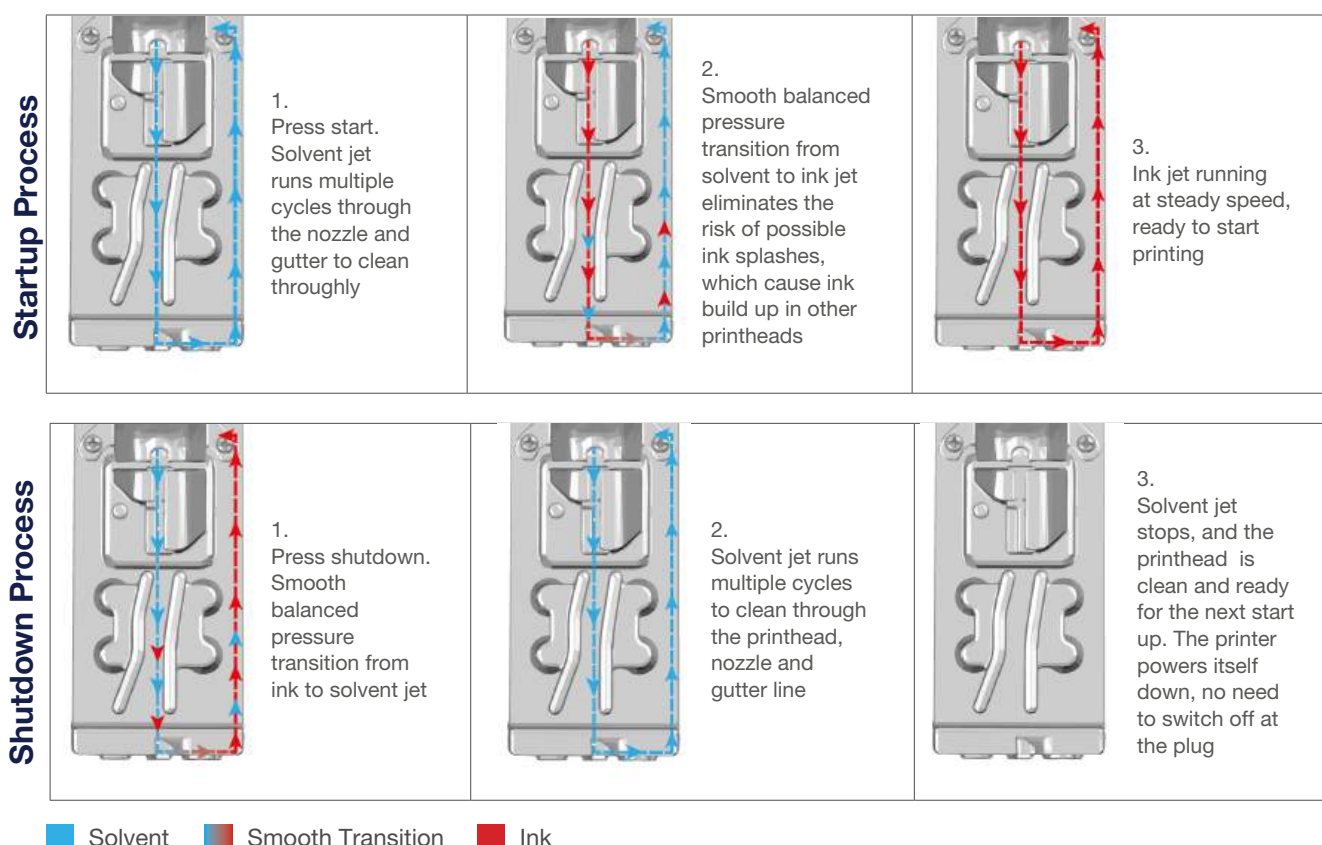 Startup Process
1.
Press start.
Solvent jet
runs multiple
cycles through
the nozzle and
gutter to clean
throughly
2.
Smooth balanced
pressure
transition from
solvent to ink jet
eliminates the
risk of possible
ink splashes,
which cause ink
build up in other
printheads
3.
Ink jet running
at steady speed,
ready to start
printing
Shutdown Process
1.
Press shutdown.
Smooth
balanced
pressure
transition from
ink to solvent jet
2.
Solvent jet runs
multiple cycles
to clean through
the printhead,
nozzle and
gutter line
3.
Solvent jet
stops, and the
printhead is
clean and ready
for the next start
up. The printer
powers itself
down, no need
to switch off at
the plug
Solvent Smooth Transition Ink